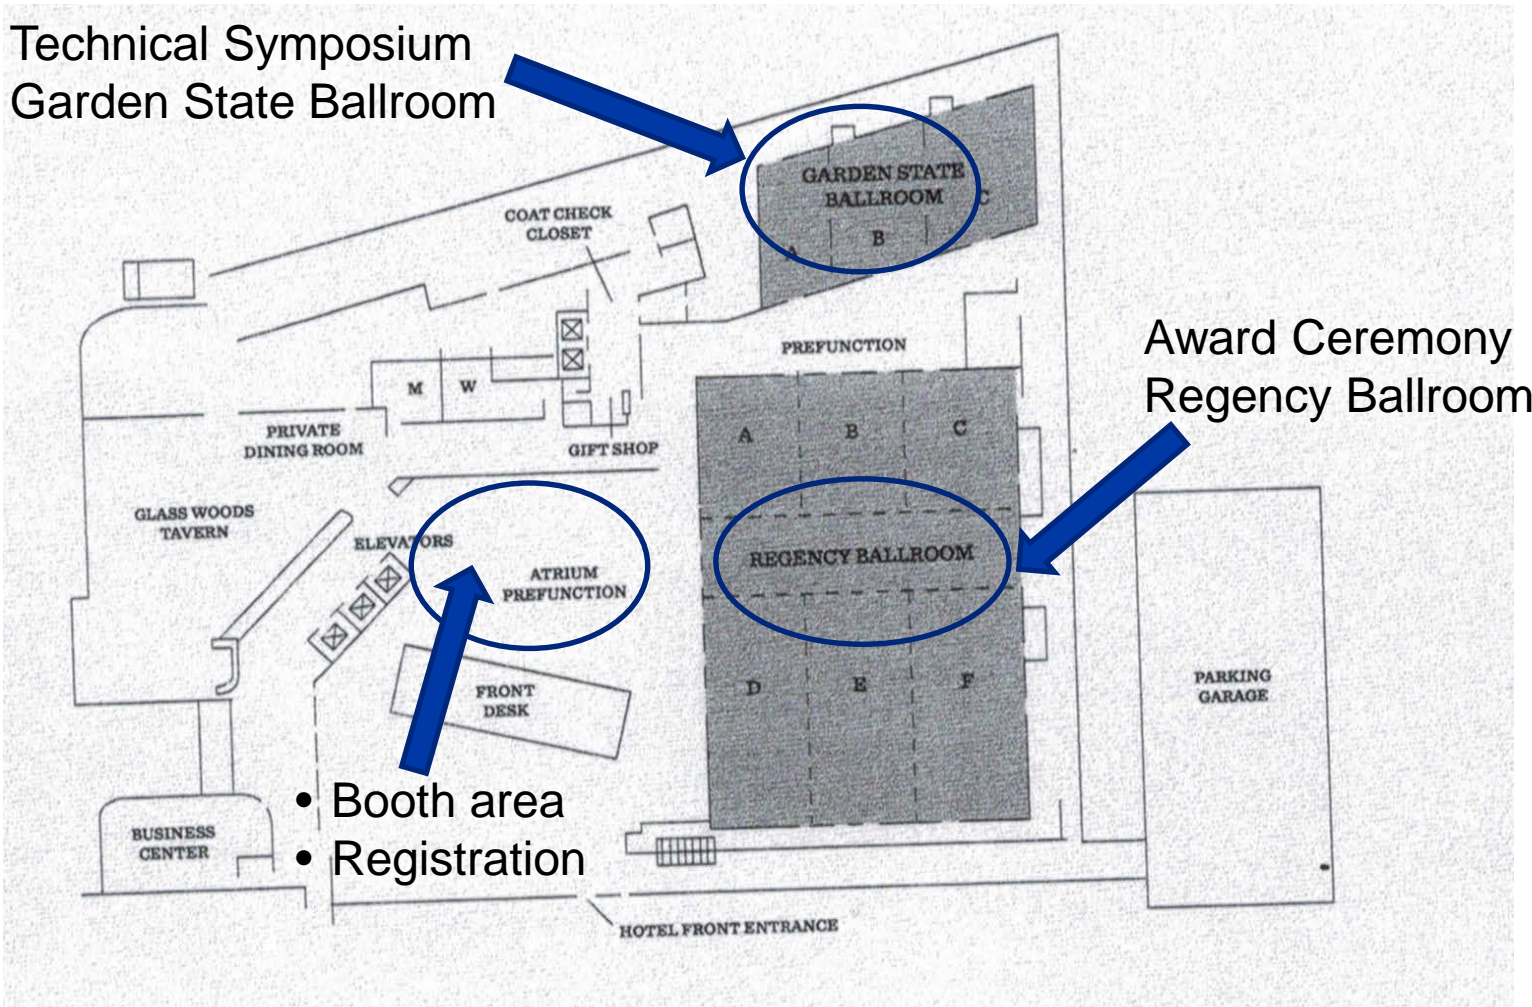 Technical Symposium
Garden State Ballroom
GARDEN STATE
BALLROOM
A
B
C
COAT CHECK
CLOSET
Award Ceremony
Regency Ballroom
PREFUNCTION
M
W
A
B
C
PRIVATE
DINING ROOM
GIFT SHOP
GLASS WOODS
TAVERN
ELEVATORS
ATRIUM
PREFUNCTION
REGENCY BALLROOM
D
E
F
FRONT
DESK
PARKING
GARAGE
• Booth area
• Registration
BUSINESS
CENTER
HOTEL FRONT ENTRANCE